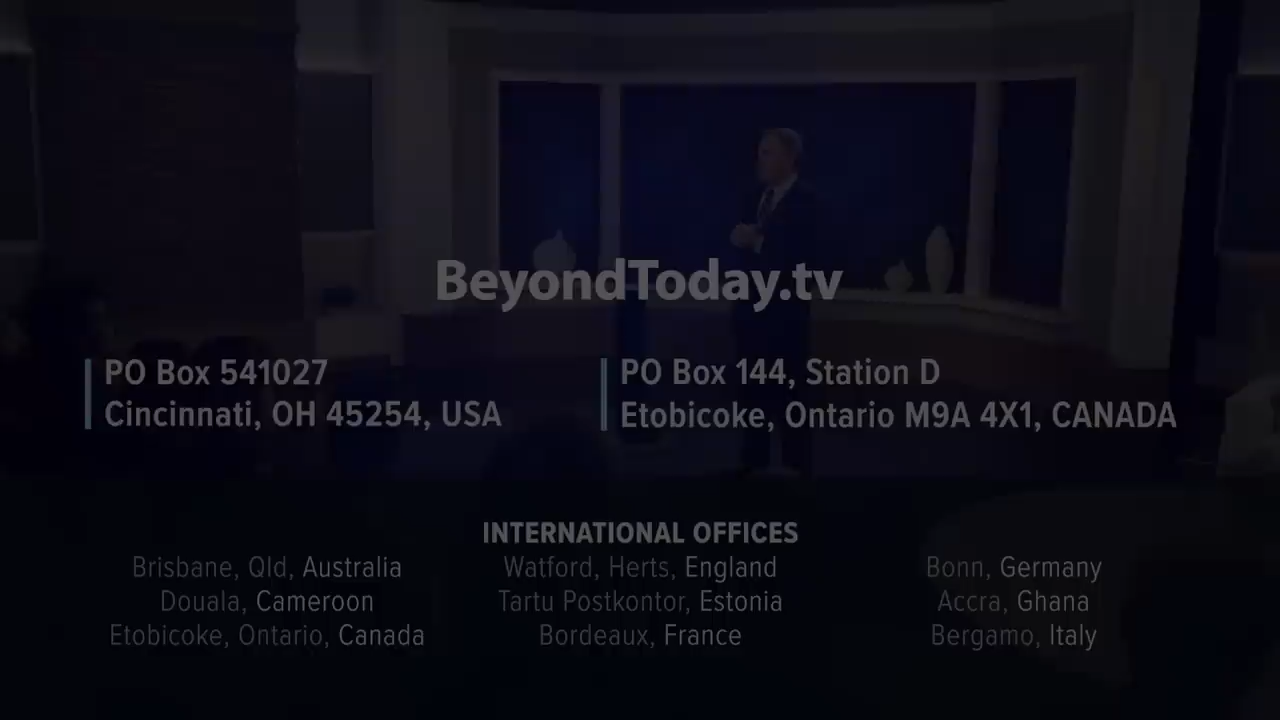 BeyondToday.tv
PO Box 541027
Cincinnati, OH 45254, USA
PO Box 144, Station D
Etobicoke, Ontario M9A 4X1, CANADA
INTERNATIONAL OFFICES
Brisbane, Qld, Australia
Douala, Cameroon
Etobicoke, Ontario, Canada
Watford, Herts, England
Tartu Postkontor, Estonia
Bordeaux, France
Bonn, Germany
Accra, Ghana
Bergamo, Italy